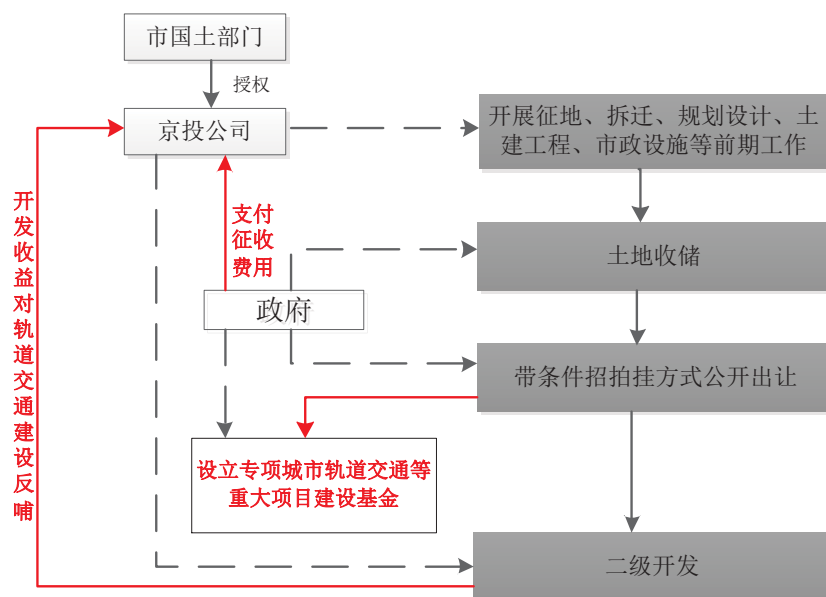 市国土部门
授权
京投公司
开展征地、拆迁、规划设计、土
建工程、市政设施等前期工作
开发收益对轨道交通建设反哺
支付
征收
费用
土地收储
政府
带条件招拍挂方式公开出让
设立专项城市轨道交通等
重大项目建设基金
二级开发